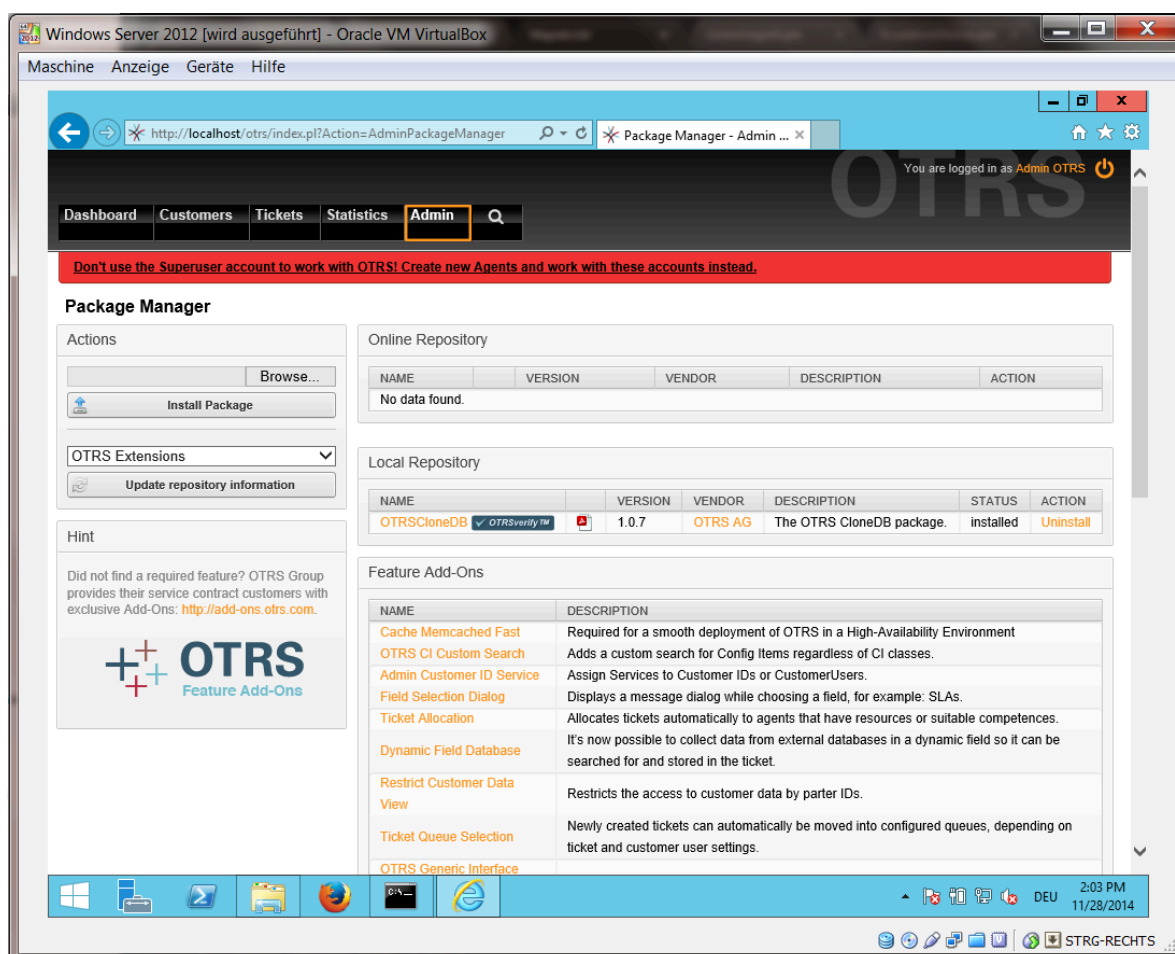 Windows Server 2012 [wird ausgeführt] - Oracle VM VirtualBox
Maschine Anzeige Geräte Hilfe
http://localhost/otrs/index.pl?Action=AdminPackageManager
Package Manager - Admin ...
OTRS
You are logged in as Admin OTRS
Dashboard Customers Tickets Statistics Admin
Don't use the Superuser account to work with OTRS! Create new Agents and work with these accounts instead.
Package Manager
Actions
Browse...
Install Package
OTRS Extensions
Update repository information
Hint
Did not find a required feature? OTRS Group
provides their service contract customers with
exclusive Add-Ons: http://add-ons.otrs.com.
OTRS
Feature Add-Ons
Online Repository
NAME VERSION VENDOR DESCRIPTION ACTION
No data found.
Local Repository
NAME VERSION VENDOR DESCRIPTION STATUS ACTION
OTRSCloneDB ✓ OTRSverify™ 1.0.7 OTRS AG The OTRS CloneDB package. installed Uninstall
Feature Add-Ons
NAME DESCRIPTION
Cache Memcached Fast Required for a smooth deployment of OTRS in a High-Availability Environment
OTRS CI Custom Search Adds a custom search for Config Items regardless of CI classes.
Admin Customer ID Service Assign Services to Customer IDs or CustomerUsers.
Field Selection Dialog Displays a message dialog while choosing a field, for example: SLAs.
Ticket Allocation Allocates tickets automatically to agents that have resources or suitable competences.
Dynamic Field Database It's now possible to collect data from external databases in a dynamic field so it can be
searched for and stored in the ticket.
Restrict Customer Data
View Restricts the access to customer data by parter IDs.
Ticket Queue Selection Newly created tickets can automatically be moved into configured queues, depending on
ticket and customer user settings.
OTRS Generic Interface
DEU 2:03 PM
11/28/2014
STRG-RECHTS